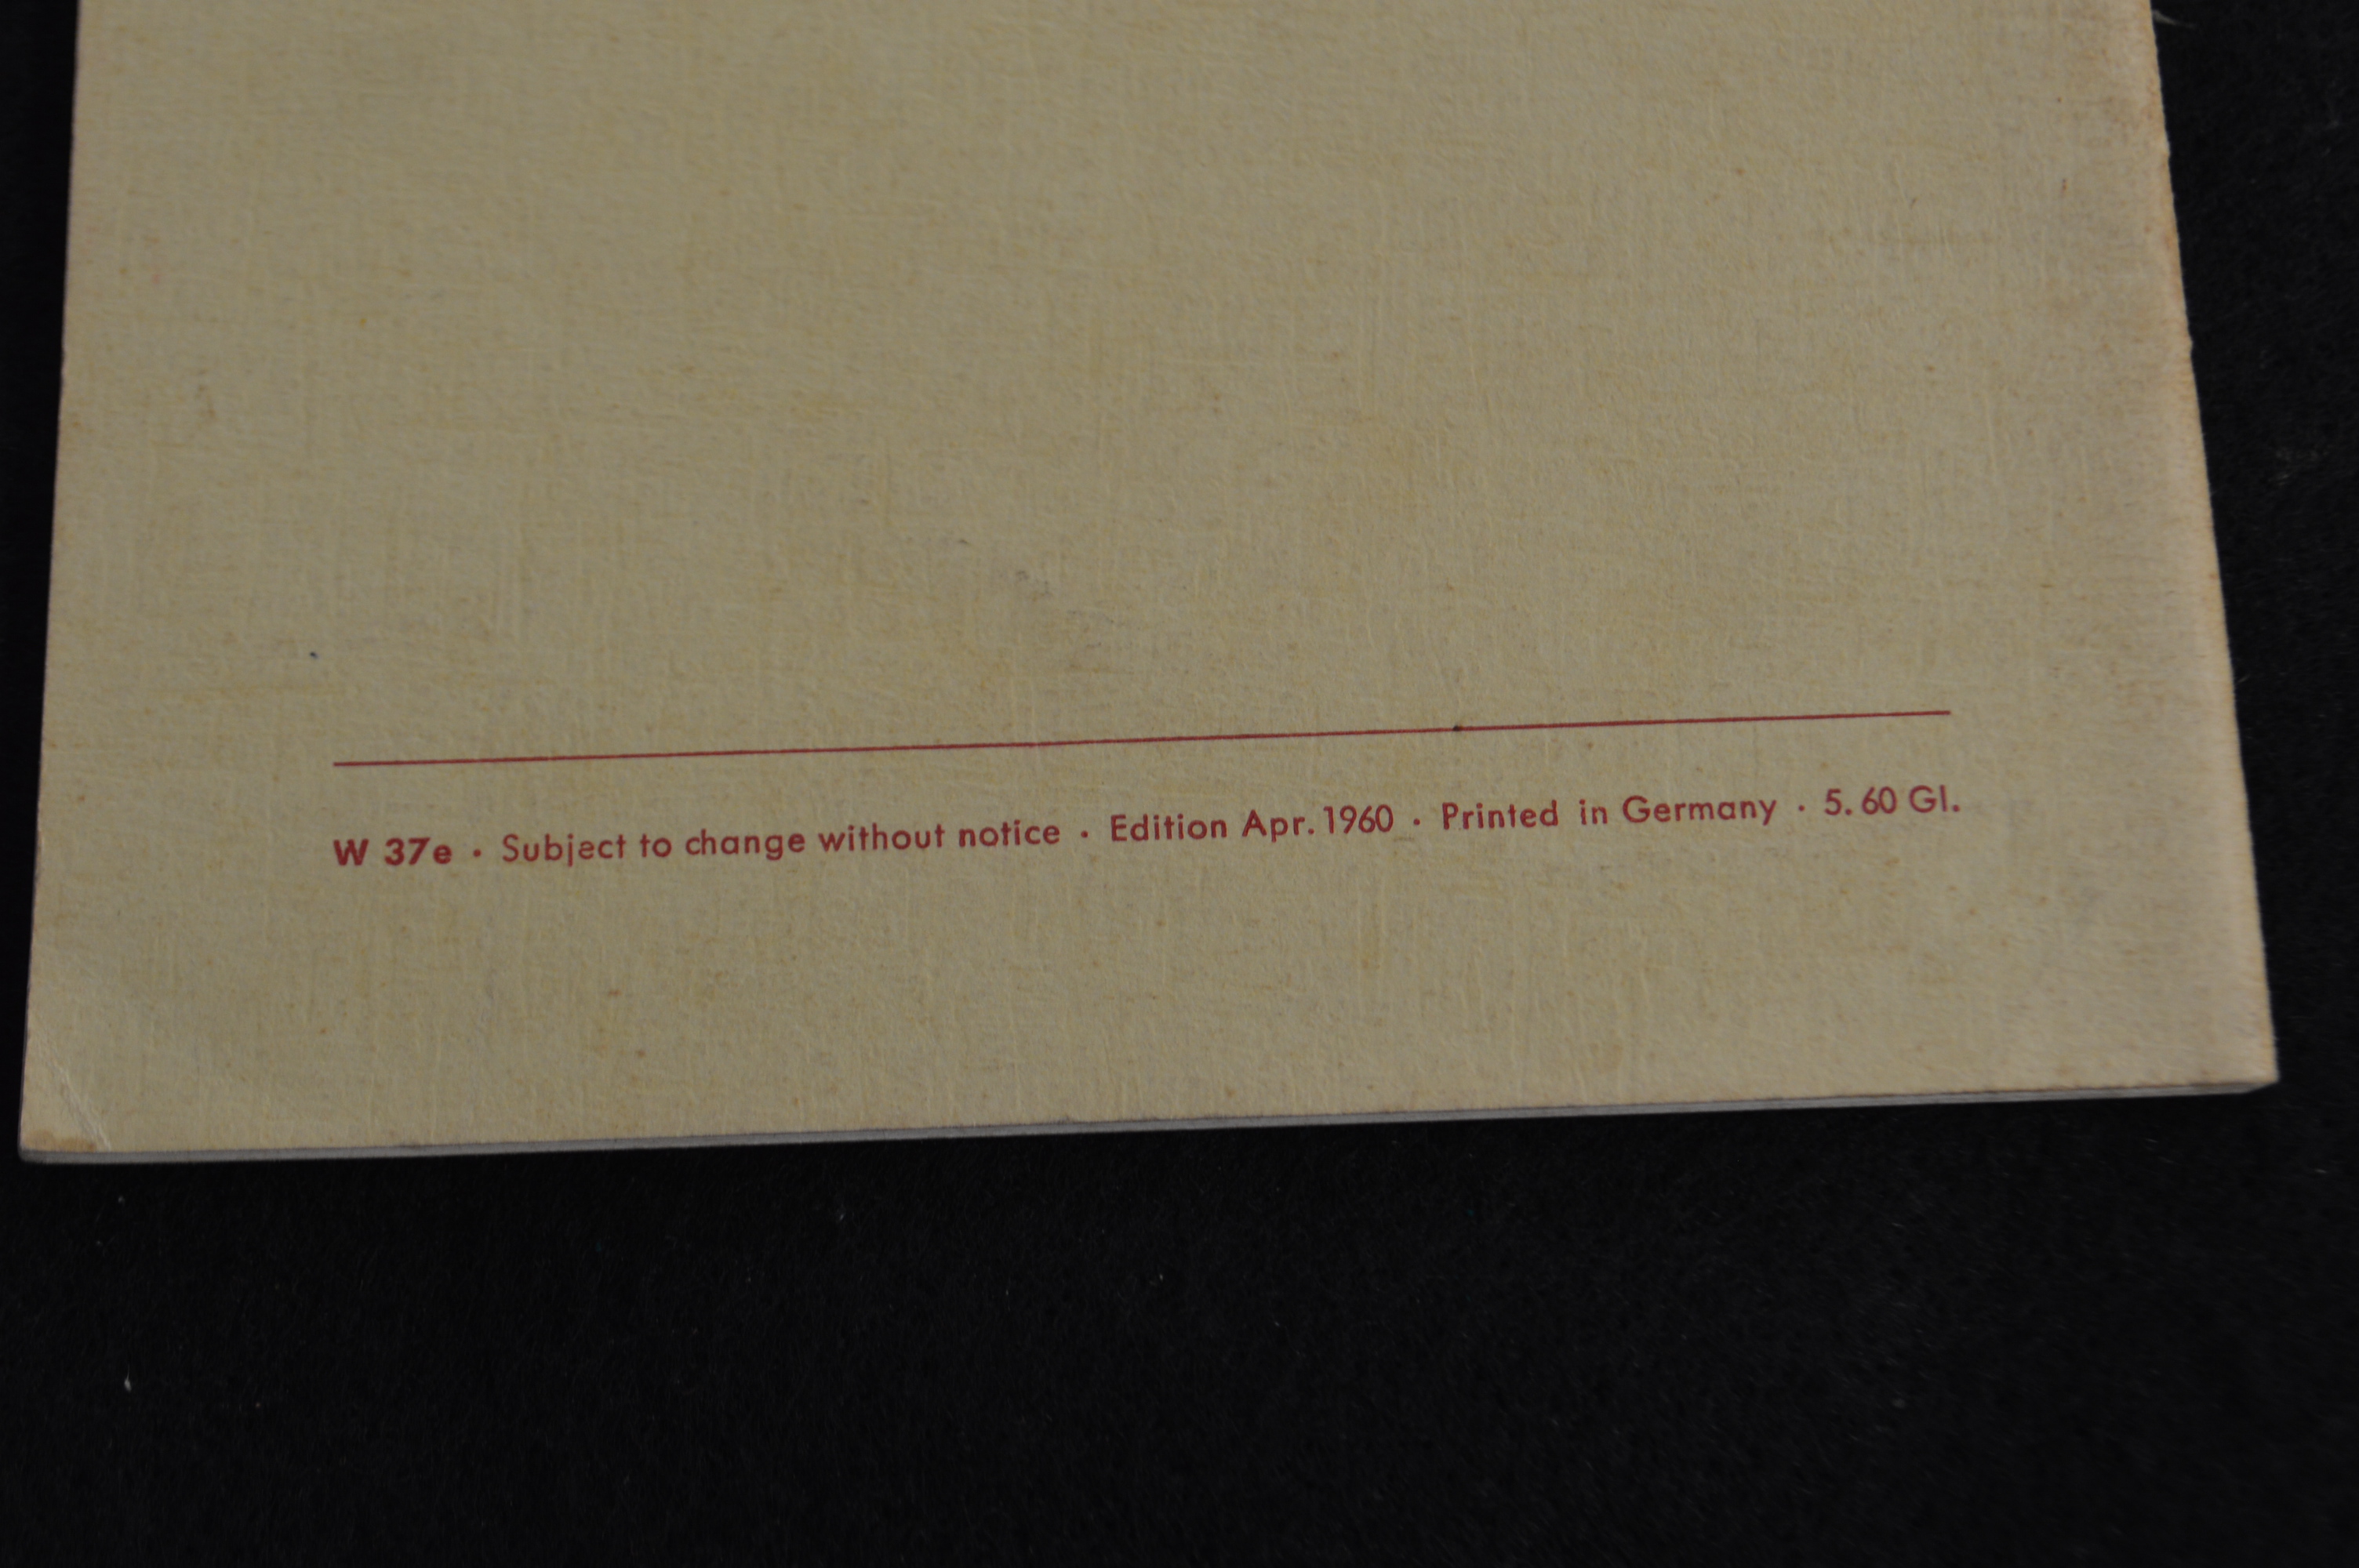 W 37e · Subject to change without notice · Edition Apr. 1960 · Printed in Germany · 5. 60 Gl.